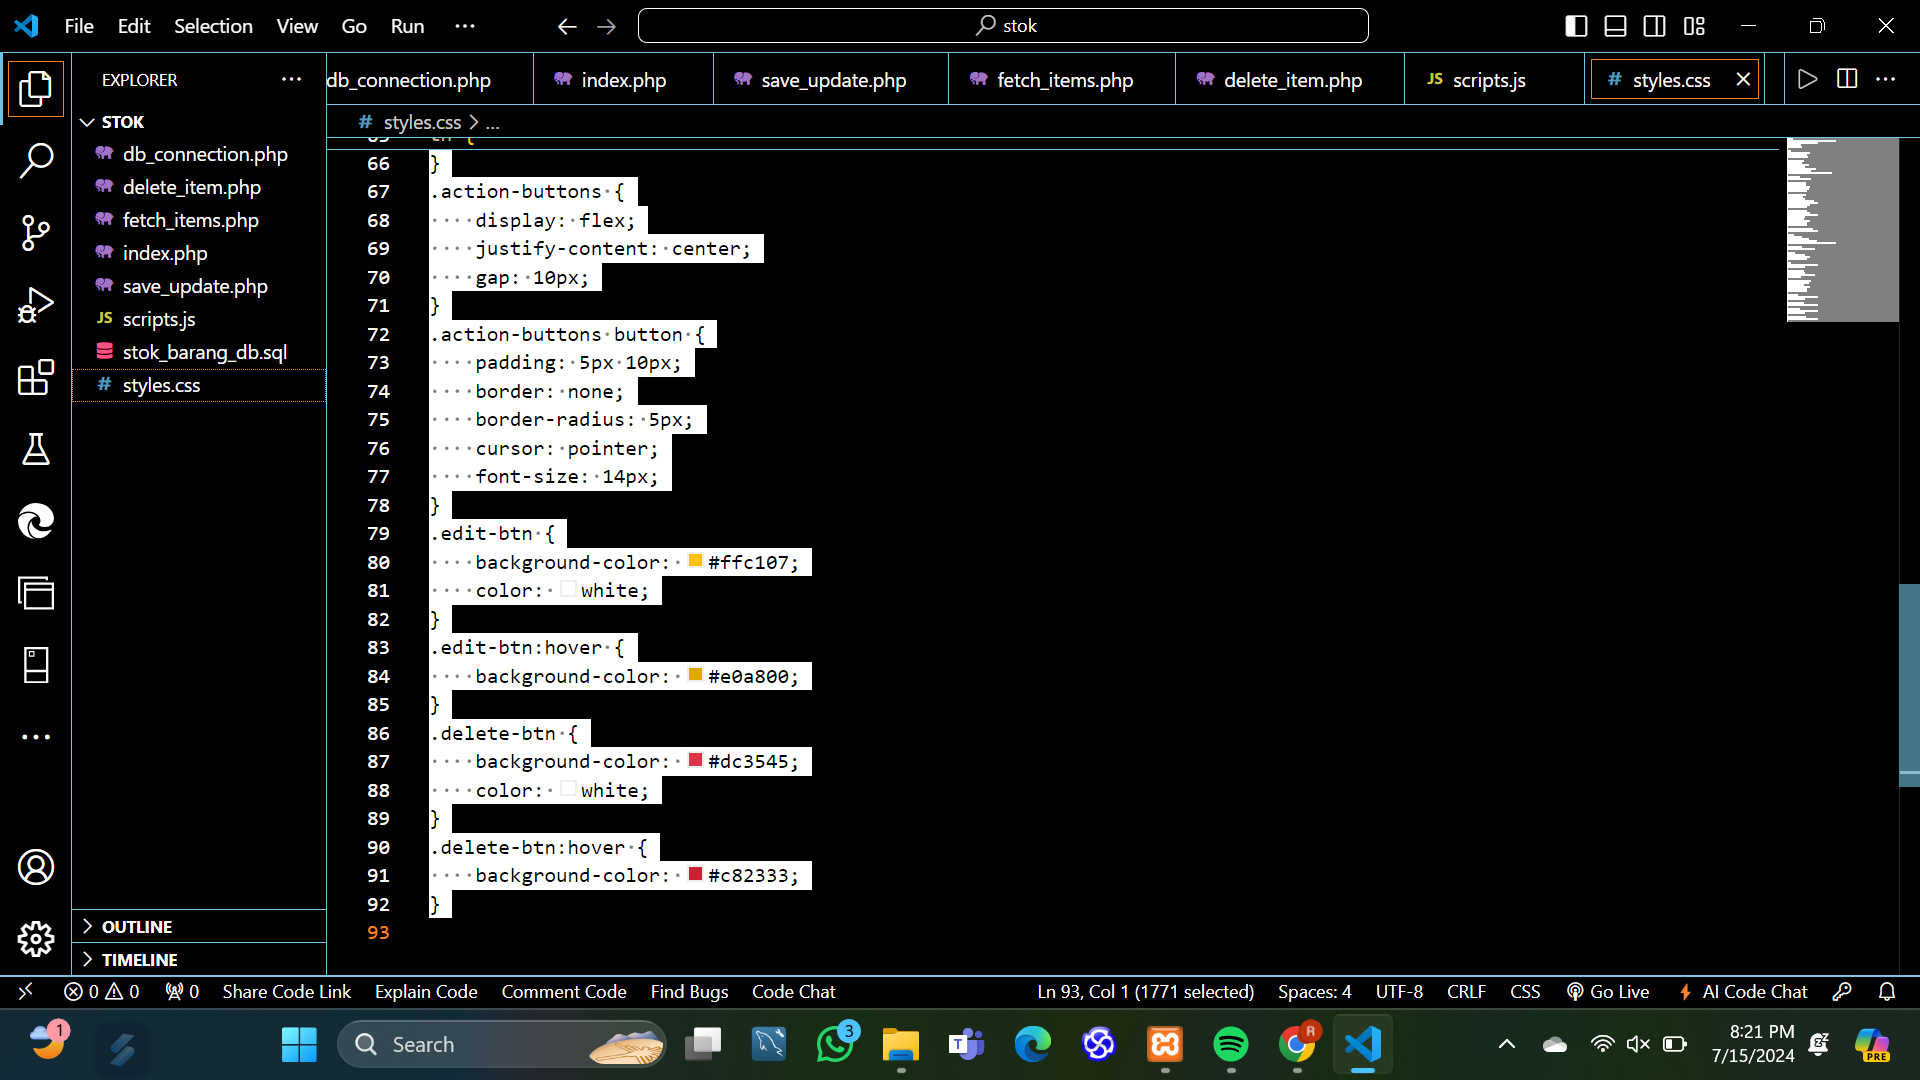 File Edit Selection View Go Run ···
stok
EXPLORER
db_connection.php index.php save_update.php fetch_items.php delete_item.php JS scripts.js # styles.css
# styles.css > ...
STOK
db_connection.php
delete_item.php
fetch_items.php
index.php
save_update.php
JS scripts.js
stok_barang_db.sql
# styles.css
OUTLINE
TIMELINE
66 }
67 .action-buttons·{
68 ····display:·flex;
69 ····justify-content:·center;
70 ····gap:·10px;
71 }
72 .action-buttons·button·{
73 ····padding:·5px·10px;
74 ····border:·none;
75 ····border-radius:·5px;
76 ····cursor:·pointer;
77 ····font-size:·14px;
78 }
79 .edit-btn·{
80 ····background-color:·#ffc107;
81 ····color:·white;
82 }
83 .edit-btn:hover·{
84 ····background-color:·#e0a800;
85 }
86 .delete-btn·{
87 ····background-color:·#dc3545;
88 ····color:·white;
89 }
90 .delete-btn:hover·{
91 ····background-color:·#c82333;
92 }
93
0 0 0 Share Code Link Explain Code Comment Code Find Bugs Code Chat Ln 93, Col 1 (1771 selected) Spaces: 4 UTF-8 CRLF CSS Go Live AI Code Chat
1 Search 3 T R PRE
8:21 PM
7/15/2024